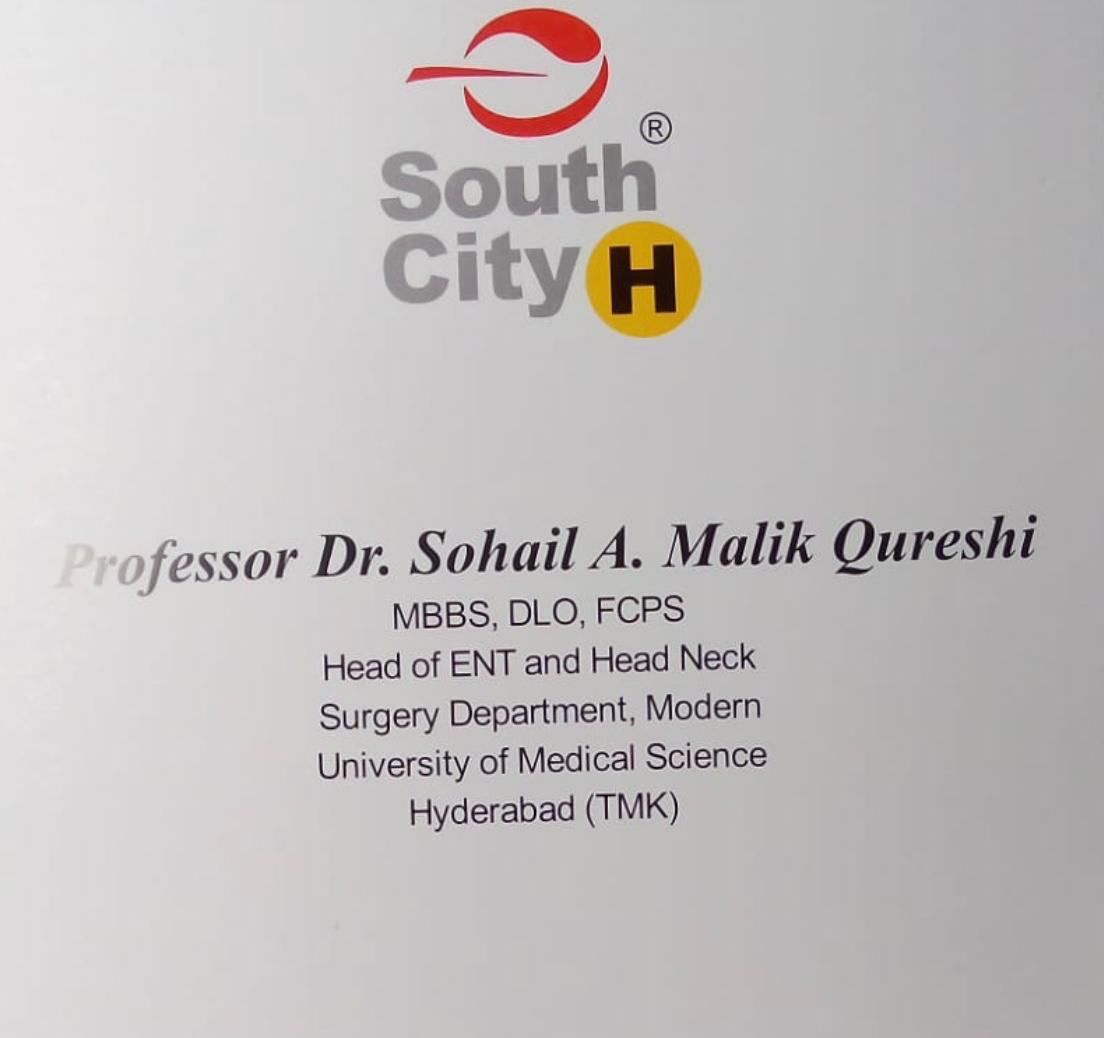 ®
South
City H
Professor Dr. Sohail A. Malik Qureshi
MBBS, DLO, FCPS
Head of ENT and Head Neck
Surgery Department, Modern
University of Medical Science
Hyderabad (TMK)